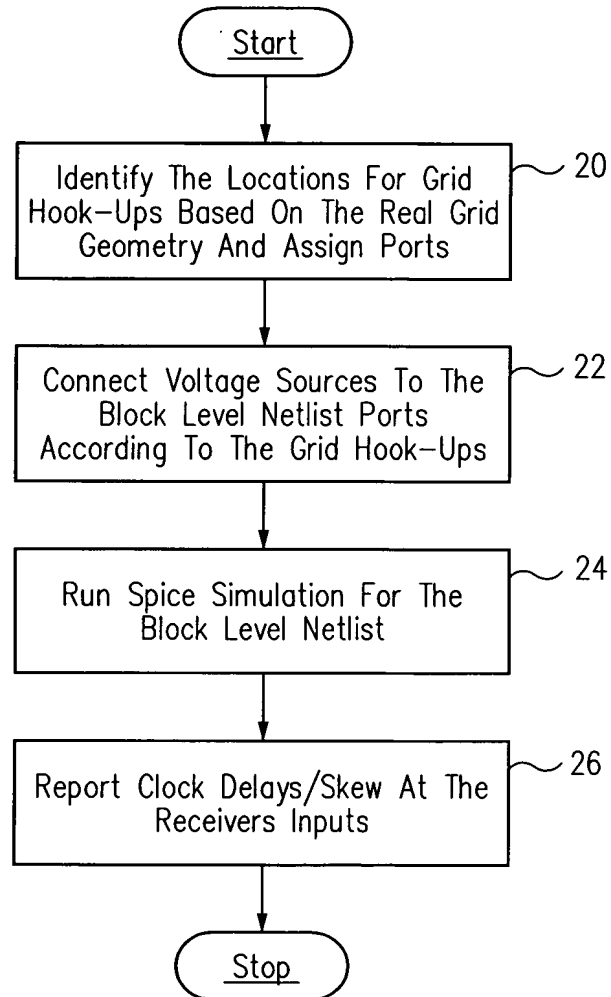 Start
Identify The Locations For Grid
Hook-Ups Based On The Real Grid
Geometry And Assign Ports
20
Connect Voltage Sources To The
Block Level Netlist Ports
According To The Grid Hook-Ups
22
Run Spice Simulation For The
Block Level Netlist
24
Report Clock Delays/Skew At The
Receivers Inputs
26
Stop